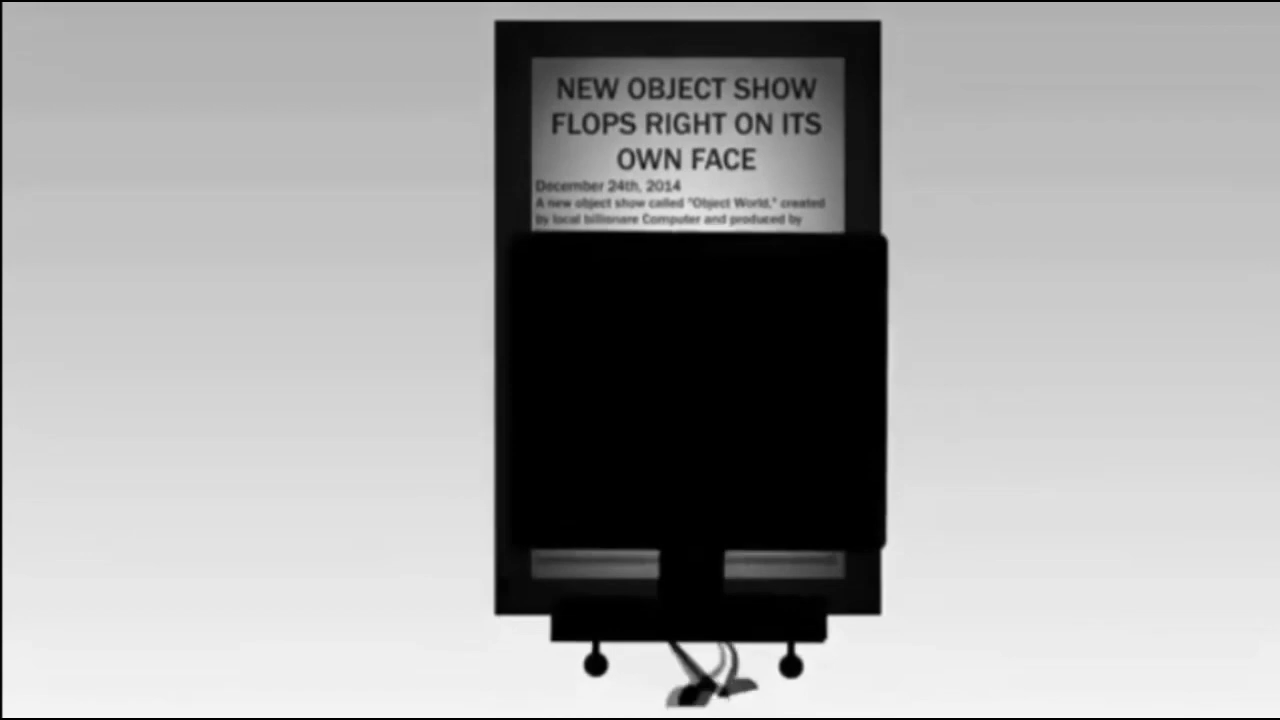 NEW OBJECT SHOW
FLOPS RIGHT ON ITS
OWN FACE
December 24th, 2014
A new object show called "Object World," created
by local billionare Computer and produced by